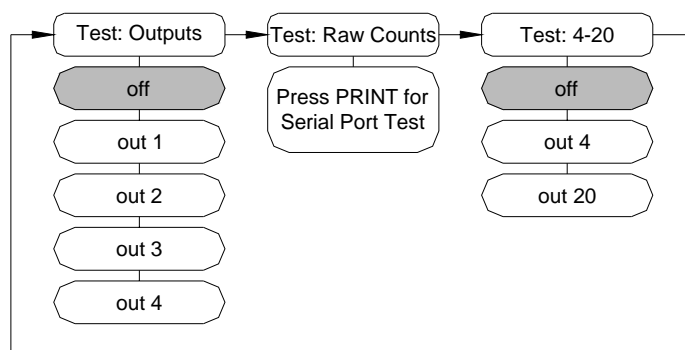 Test: Outputs
off
out 1
out 2
out 3
out 4
Test: Raw Counts
Press PRINT for
Serial Port Test
Test: 4-20
off
out 4
out 20